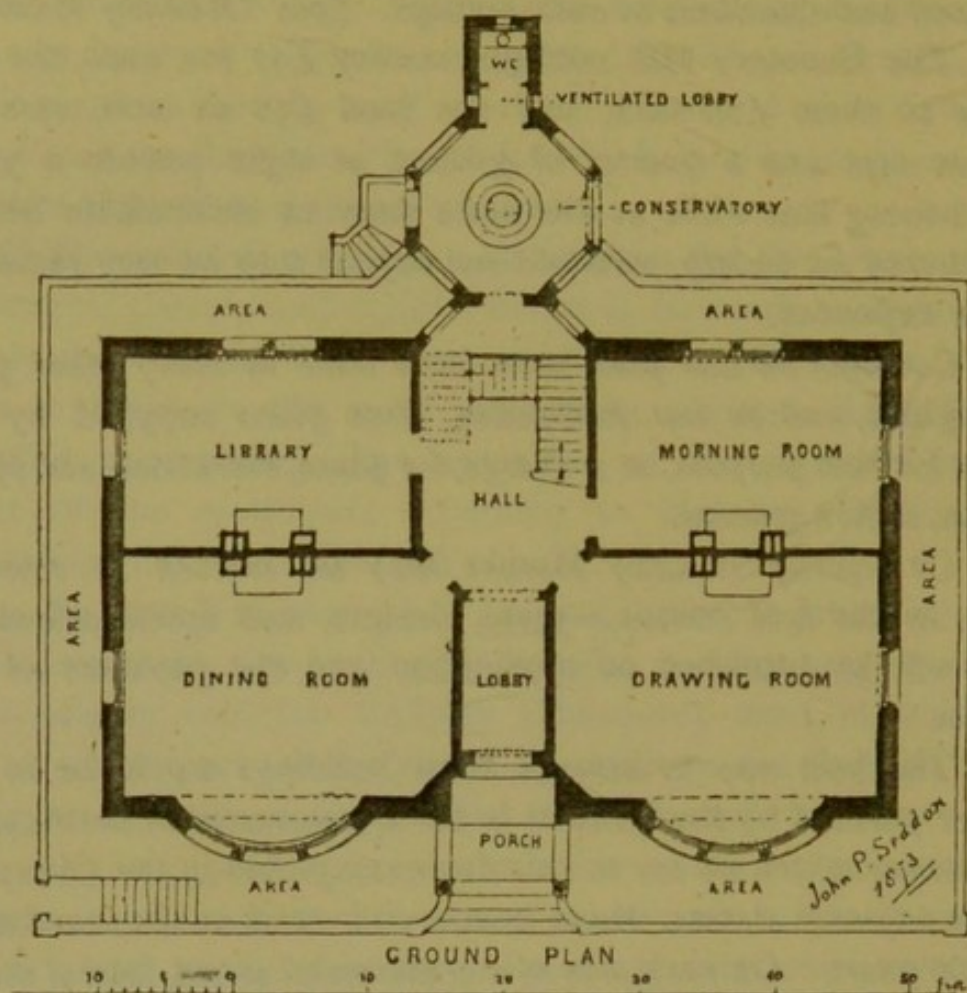 WC
VENTILATED LOBBY
CONSERVATORY
AREA
AREA
LIBRARY
MORNING ROOM
HALL
AREA
AREA
DINING ROOM
LOBBY
DRAWING ROOM
PORCH
AREA
AREA
John P. Seddon
1873
GROUND PLAN
10 5 0 10 20 30 40 50